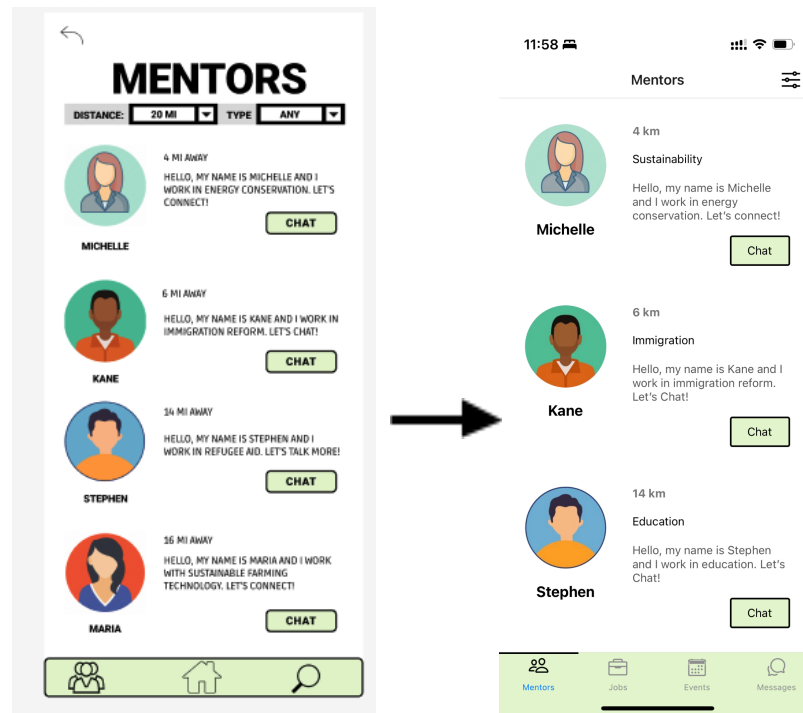 MENTORS
DISTANCE: 20 MI TYPE ANY
4 MI AWAY
HELLO, MY NAME IS MICHELLE AND I
WORK IN ENERGY CONSERVATION. LET'S
CONNECT!
CHAT
MICHELLE
6 MI AWAY
HELLO, MY NAME IS KANE AND I WORK IN
IMMIGRATION REFORM. LET'S CHAT!
CHAT
KANE
14 MI AWAY
HELLO, MY NAME IS STEPHEN AND I
WORK IN REFUGEE AID. LET'S TALK MORE!
CHAT
STEPHEN
16 MI AWAY
HELLO, MY NAME IS MARIA AND I WORK
WITH SUSTAINABLE FARMING
TECHNOLOGY. LET'S CONNECT!
CHAT
MARIA
11:58
Mentors
4 km
Sustainability
Hello, my name is Michelle
and I work in energy
conservation. Let's connect!
Michelle
Chat
6 km
Immigration
Hello, my name is Kane and I
work in immigration reform.
Let's Chat!
Kane
Chat
14 km
Education
Hello, my name is Stephen
and I work in education. Let's
Chat!
Stephen
Chat
Mentors Jobs Events Messages